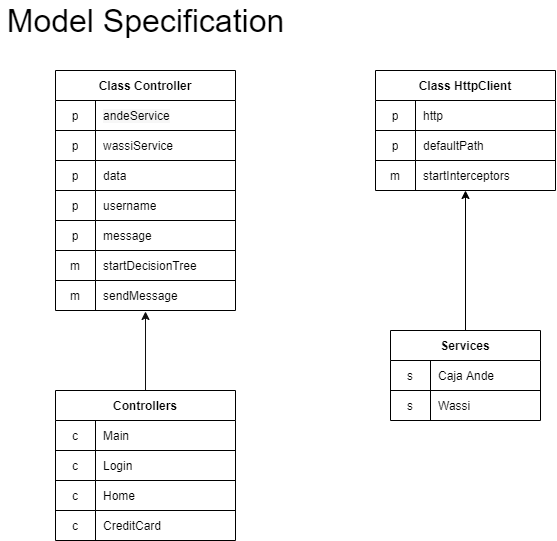 Model Specification
Class Controller
p andeService
p wassiService
p data
p username
p message
m startDecisionTree
m sendMessage
Controllers
c Main
c Login
c Home
c CreditCard
Class HttpClient
p http
p defaultPath
m startInterceptors
Services
s Caja Ande
s Wassi